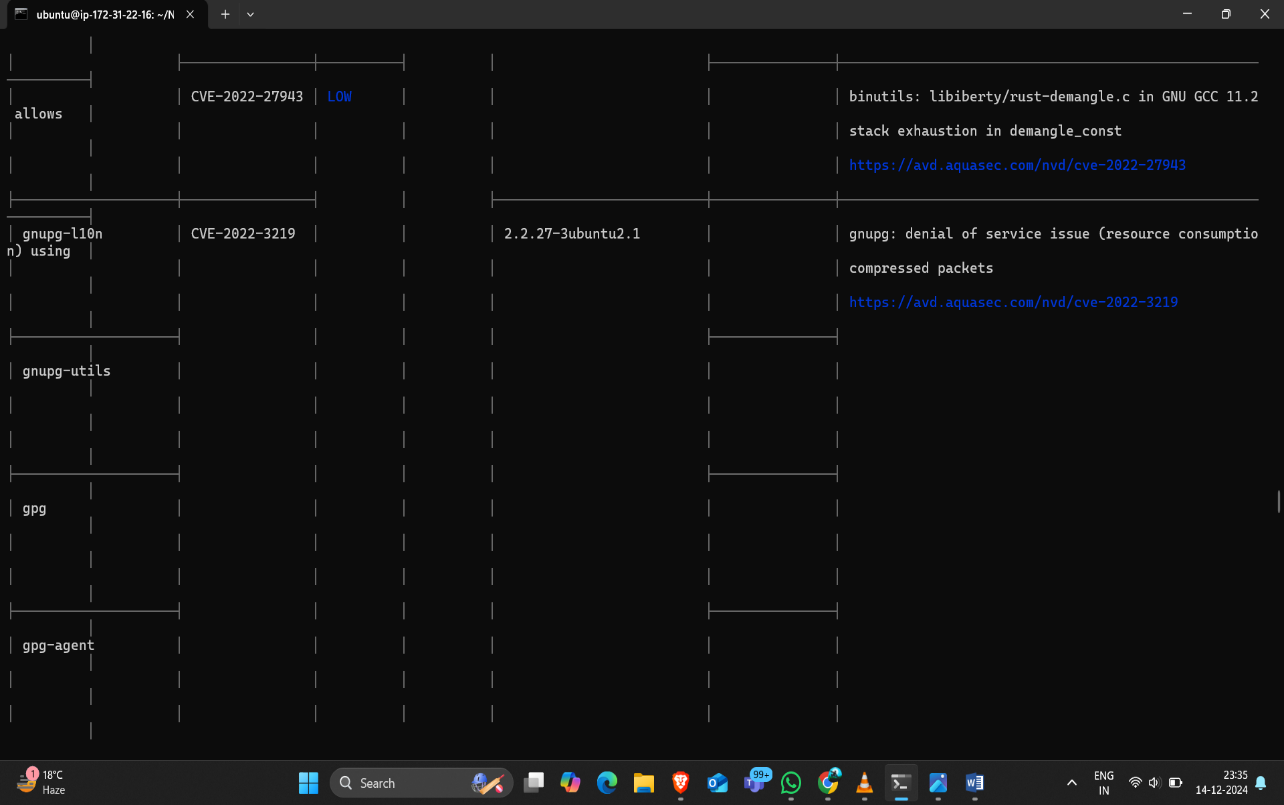 ubuntu@ip-172-31-22-16: ~/N
CVE-2022-27943 LOW binutils: libiberty/rust-demangle.c in GNU GCC 11.2
allows
stack exhaustion in demangle_const
https://avd.aquasec.com/nvd/cve-2022-27943
gnupg-l10n CVE-2022-3219 2.2.27-3ubuntu2.1 gnupg: denial of service issue (resource consumptio
n) using
compressed packets
https://avd.aquasec.com/nvd/cve-2022-3219
gnupg-utils
gpg
gpg-agent
1
18°C
Haze
Search
99+
ENG
IN
23:35
14-12-2024